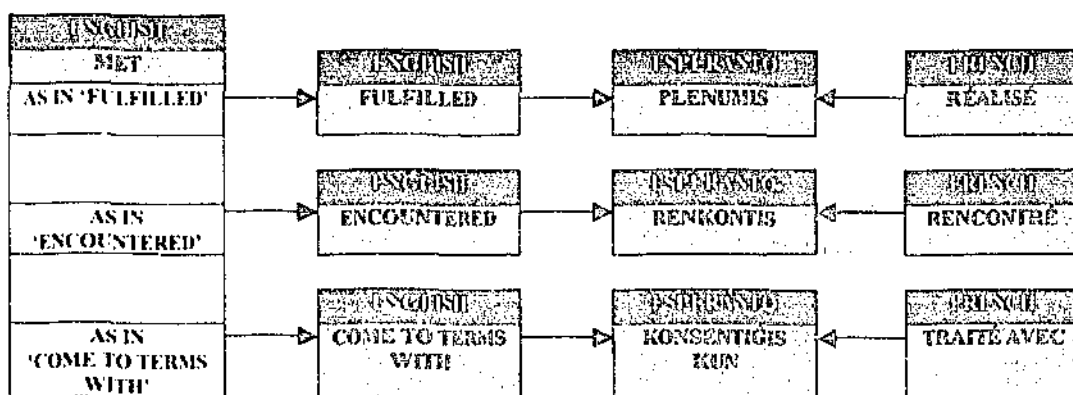 ENGLISH
MET
AS IN 'FULFILLED'
AS IN
'ENCOUNTERED'
AS IN
'COME TO TERMS
WITH'
ENGLISH
FULFILLED
ESPERANTO
PLENUMIS
FRENCH
RÉALISÉ
ENGLISH
ENCOUNTERED
ESPERANTO
RENKONTIS
FRENCH
RENCONTRÉ
ENGLISH
COME TO TERMS
WITH
ESPERANTO
KONSENTIGIS
KUN
FRENCH
TRAITÉ AVEC